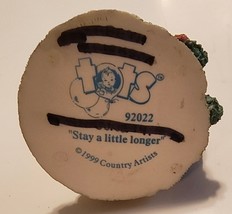 tots®
92022
"Stay a little longer"
©1999 Country Artists